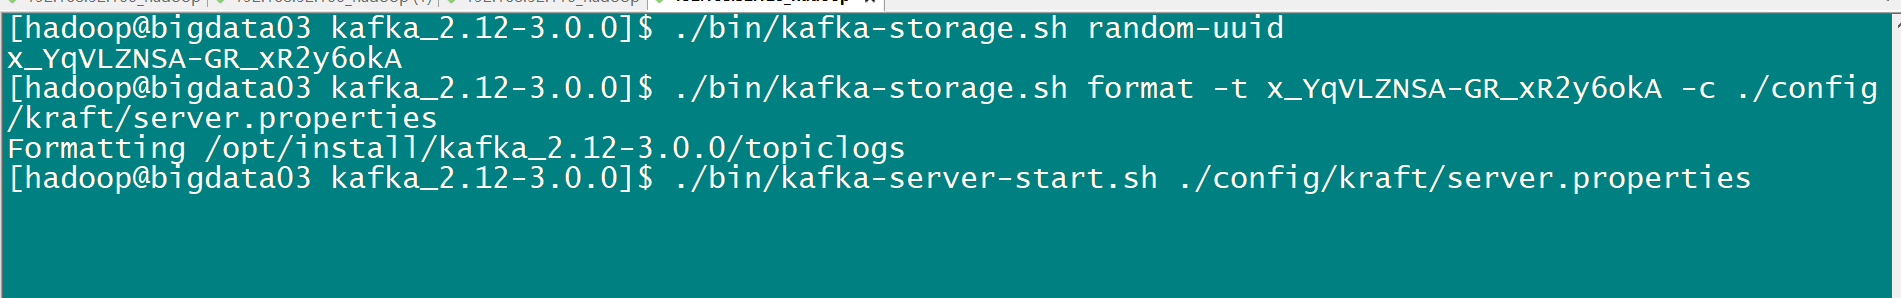 [hadoop@bigdata03 kafka_2.12-3.0.0]$ ./bin/kafka-storage.sh random-uuid
x_YqVLZNSA-GR_xR2y6okA
[hadoop@bigdata03 kafka_2.12-3.0.0]$ ./bin/kafka-storage.sh format -t x_YqVLZNSA-GR_xR2y6okA -c ./config
/kraft/server.properties
Formatting /opt/install/kafka_2.12-3.0.0/topiclogs
[hadoop@bigdata03 kafka_2.12-3.0.0]$ ./bin/kafka-server-start.sh ./config/kraft/server.properties